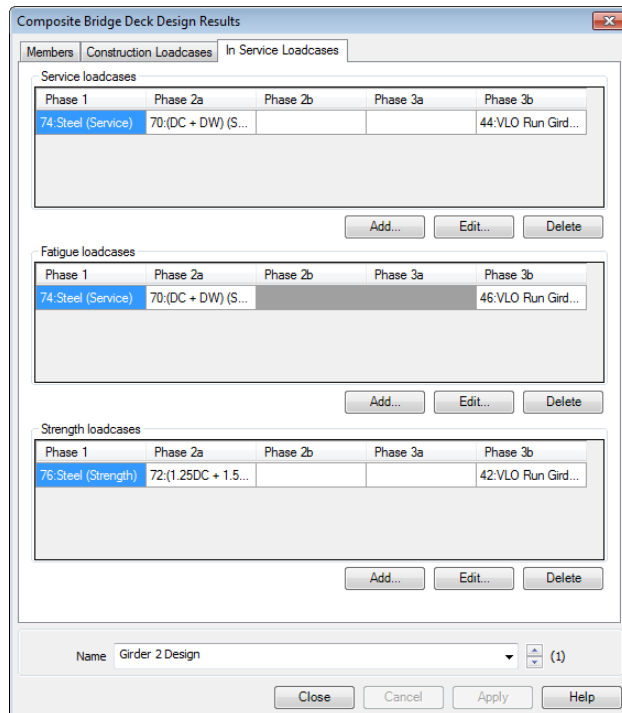 Composite Bridge Deck Design Results
Members Construction Loadcases In Service Loadcases
Service loadcases
Phase 1 Phase 2a Phase 2b Phase 3a Phase 3b
74:Steel (Service) 70:(DC + DW) (S... 44:VLO Run Gird...
Add... Edit... Delete
Fatigue loadcases
Phase 1 Phase 2a Phase 2b Phase 3a Phase 3b
74:Steel (Service) 70:(DC + DW) (S... 46:VLO Run Gird...
Add... Edit... Delete
Strength loadcases
Phase 1 Phase 2a Phase 2b Phase 3a Phase 3b
76:Steel (Strength) 72:(1.25DC + 1.5... 42:VLO Run Gird...
Add... Edit... Delete
Name Girder 2 Design (1)
Close Cancel Apply Help